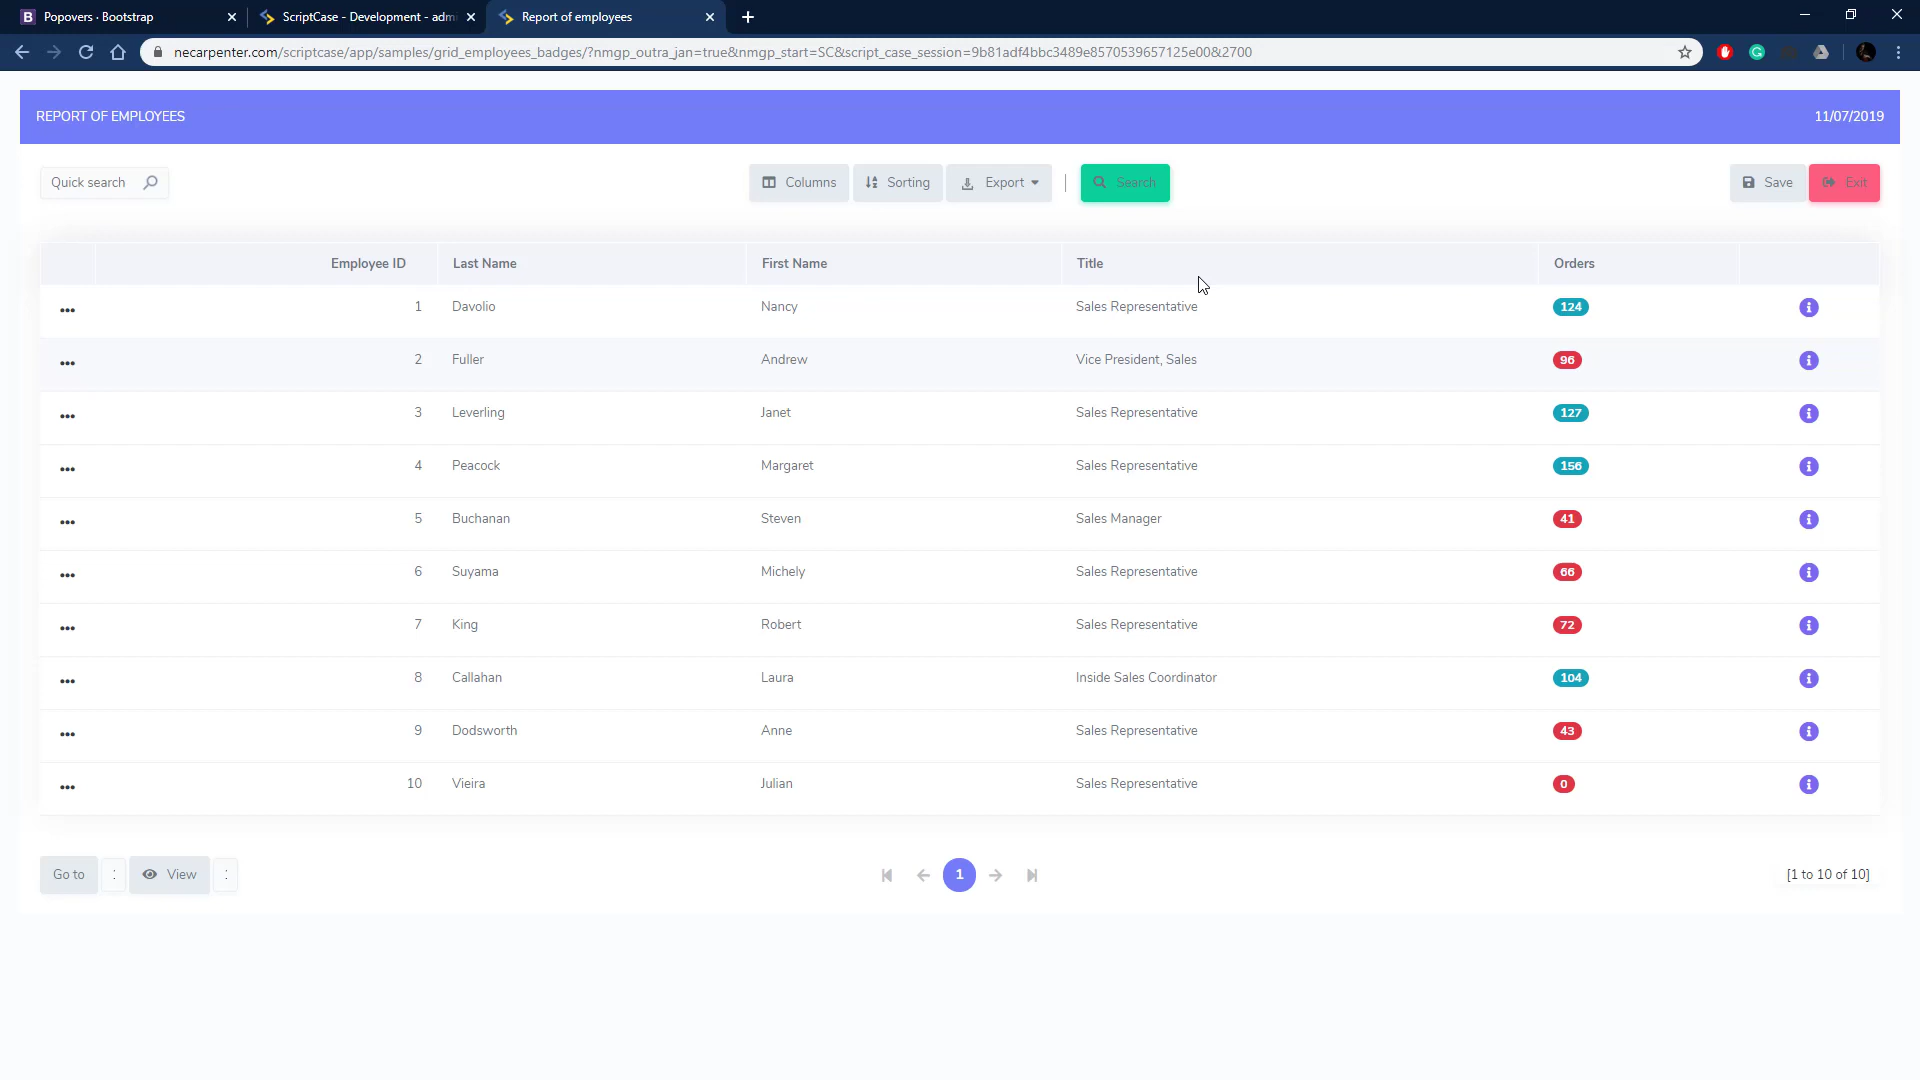 Popovers · Bootstrap
ScriptCase - Development - adm
Report of employees
necarpenter.com/scriptcase/app/samples/grid_employees_badges/?nmgp_outra_jan=true&nmgp_start=SC&script_case_session=9b81adf4bbc3489e8570539657125e00&2700
REPORT OF EMPLOYEES 11/07/2019
Quick search Columns Sorting Export Search Save Exit
Employee ID Last Name First Name Title Orders
1 Davolio Nancy Sales Representative 124
2 Fuller Andrew Vice President, Sales 96
3 Leverling Janet Sales Representative 127
4 Peacock Margaret Sales Representative 156
5 Buchanan Steven Sales Manager 41
6 Suyama Michely Sales Representative 66
7 King Robert Sales Representative 72
8 Callahan Laura Inside Sales Coordinator 104
9 Dodsworth Anne Sales Representative 43
10 Vieira Julian Sales Representative 0
Go to : View : 1 [1 to 10 of 10]